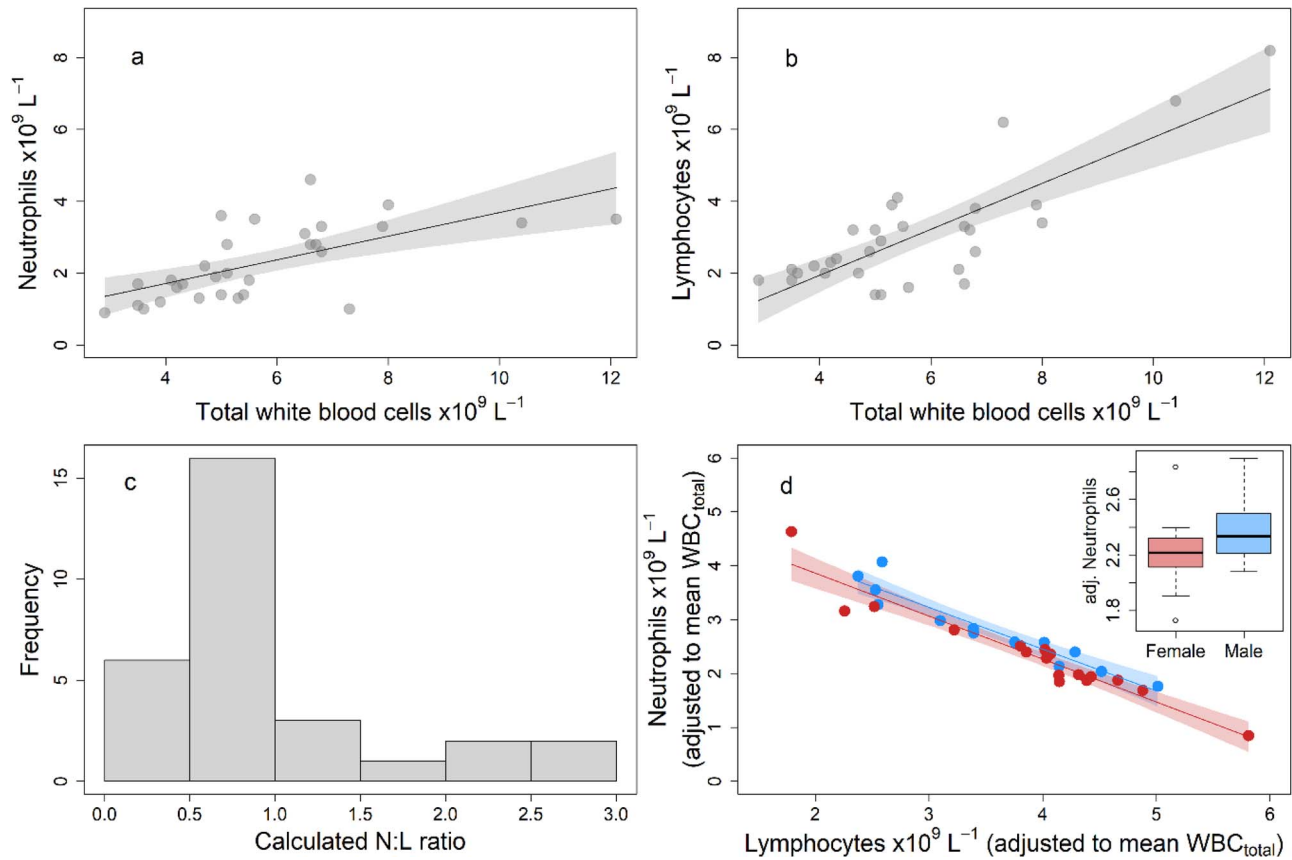 a
Neutrophils x10⁹ L⁻¹
0 2 4 6 8
4 6 8 10 12
Total white blood cells x10⁹ L⁻¹
b
Lymphocytes x10⁹ L⁻¹
0 2 4 6 8
4 6 8 10 12
Total white blood cells x10⁹ L⁻¹
c
Frequency
0 5 10 15
0.0 0.5 1.0 1.5 2.0 2.5 3.0
Calculated N:L ratio
d
Neutrophils x10⁹ L⁻¹
(adjusted to mean WBCtotal)
0 1 2 3 4 5 6
2 3 4 5 6
Lymphocytes x10⁹ L⁻¹ (adjusted to mean WBCtotal)
adj. Neutrophils
1.8 2.2 2.6
Female Male